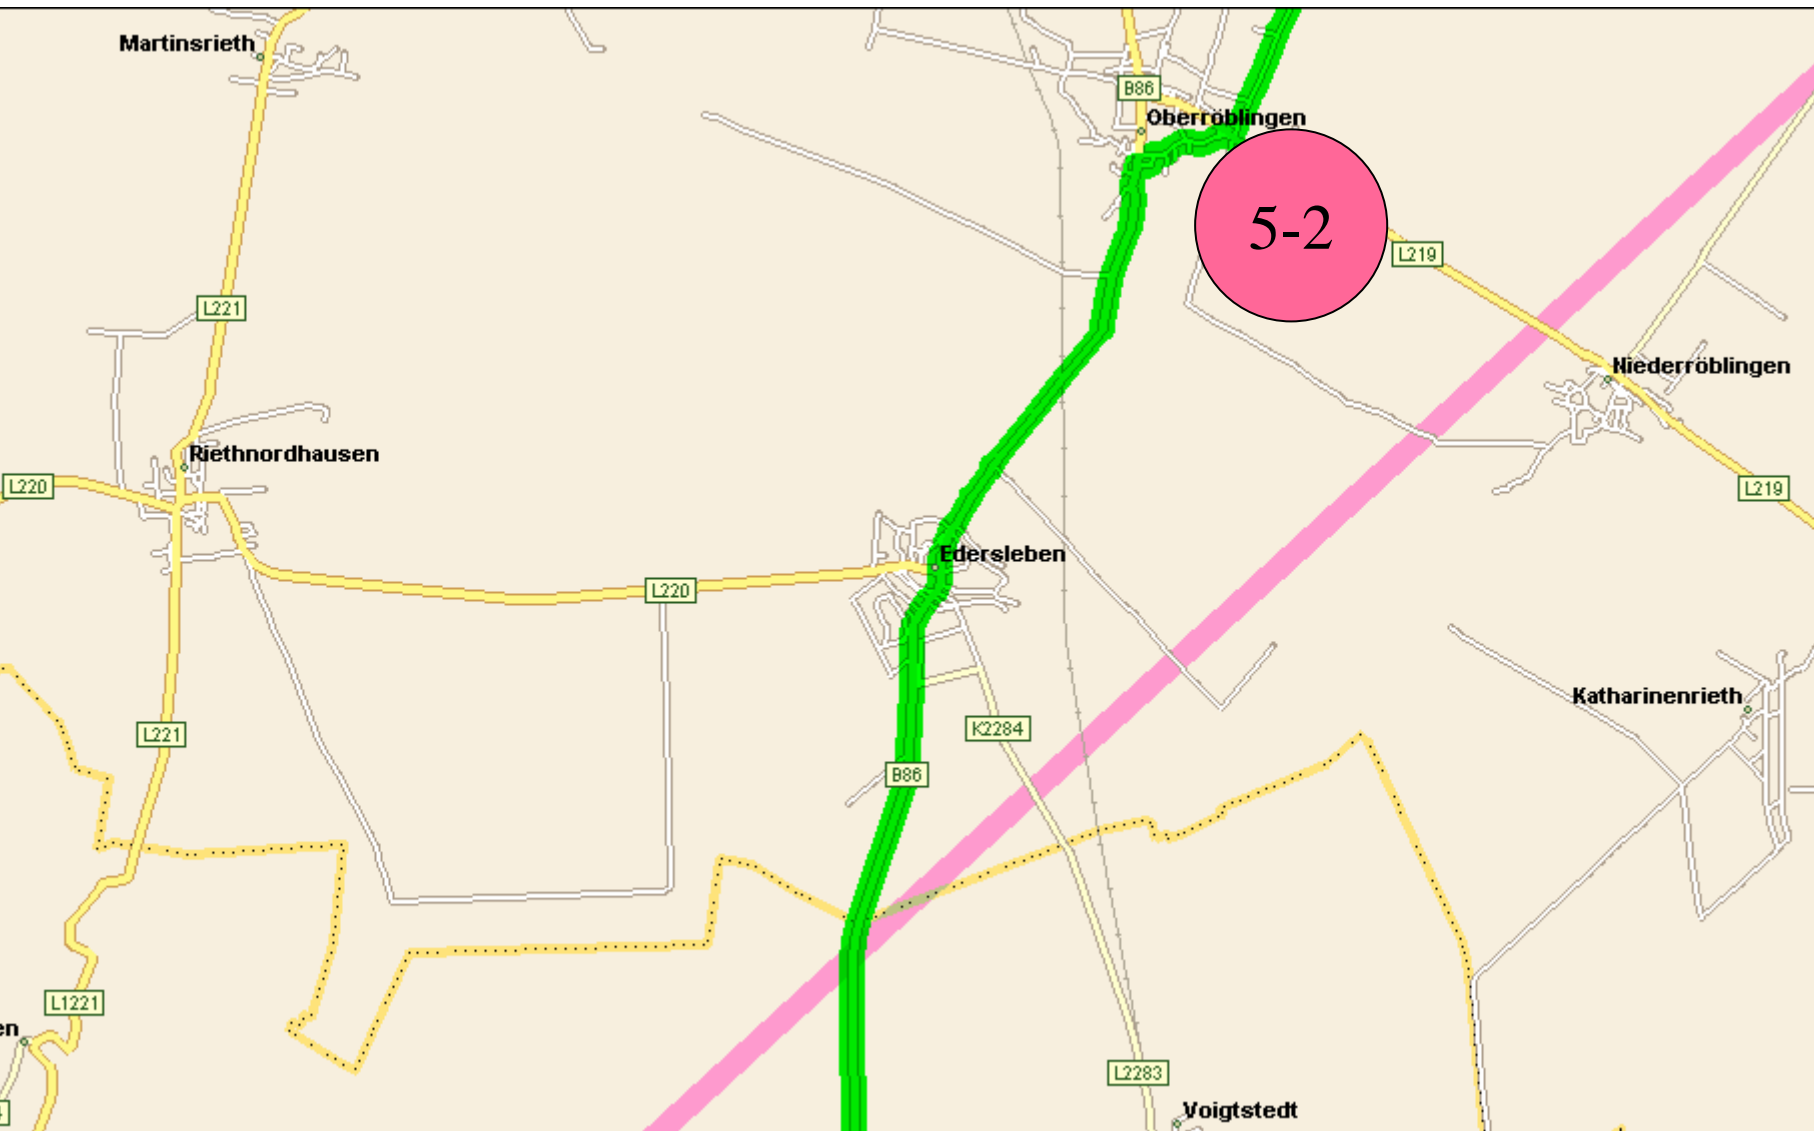 Martinsrieth
B86
Oberröblingen
5-2
L219
L221
Niederröblingen
Riethnordhausen
L220
L219
Edersleben
L220
Katharinenrieth
L221
K2284
B86
L1221
en
L2283
Voigtstedt